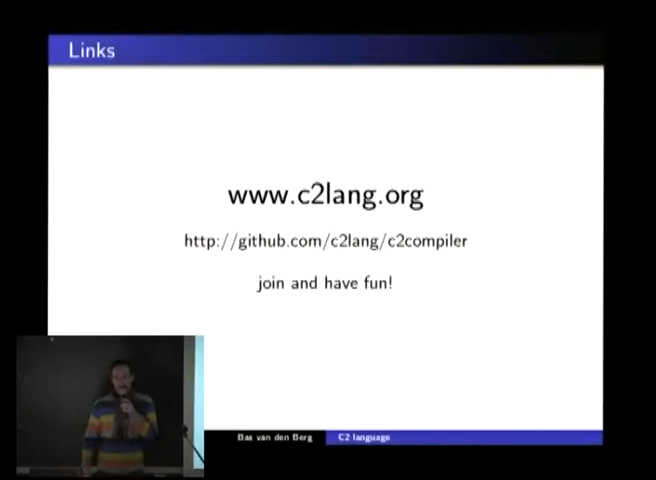 Links
www.c2lang.org
http://github.com/c2lang/c2compiler
join and have fun!
Bas van den Berg
C2 language